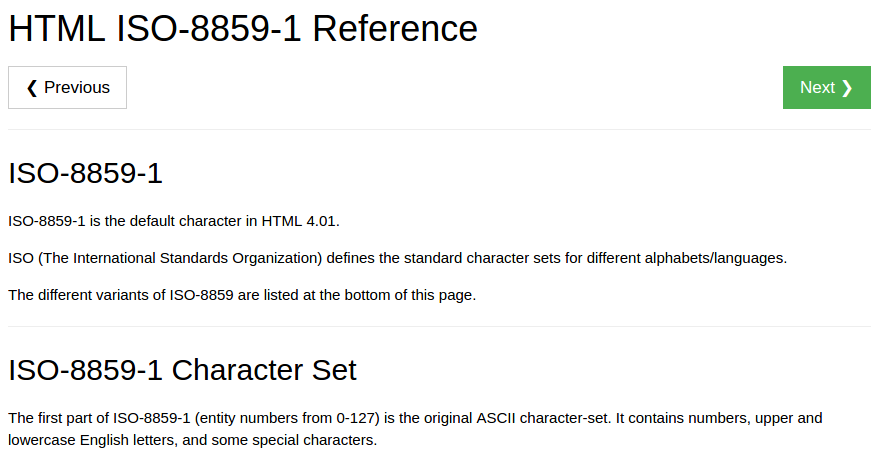 HTML ISO-8859-1 Reference
❮ Previous
Next ❯
ISO-8859-1
ISO-8859-1 is the default character in HTML 4.01.
ISO (The International Standards Organization) defines the standard character sets for different alphabets/languages.
The different variants of ISO-8859 are listed at the bottom of this page.
ISO-8859-1 Character Set
The first part of ISO-8859-1 (entity numbers from 0-127) is the original ASCII character-set. It contains numbers, upper and
lowercase English letters, and some special characters.